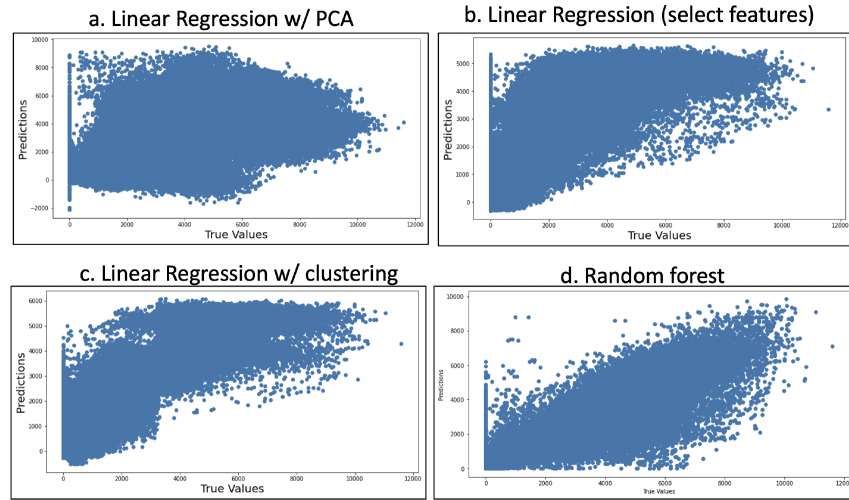 a. Linear Regression w/ PCA
10000
8000
6000
4000
2000
0
−2000
Predictions
0 2000 4000 6000 8000 10000 12000
True Values
b. Linear Regression (select features)
5000
4000
3000
2000
1000
0
Predictions
0 2000 4000 6000 8000 10000 12000
True Values
c. Linear Regression w/ clustering
6000
5000
4000
3000
2000
1000
0
Predictions
0 2000 4000 6000 8000 10000 12000
True Values
d. Random forest
10000
8000
6000
4000
2000
0
Predictions
0 2000 4000 6000 8000 10000 12000
True Values